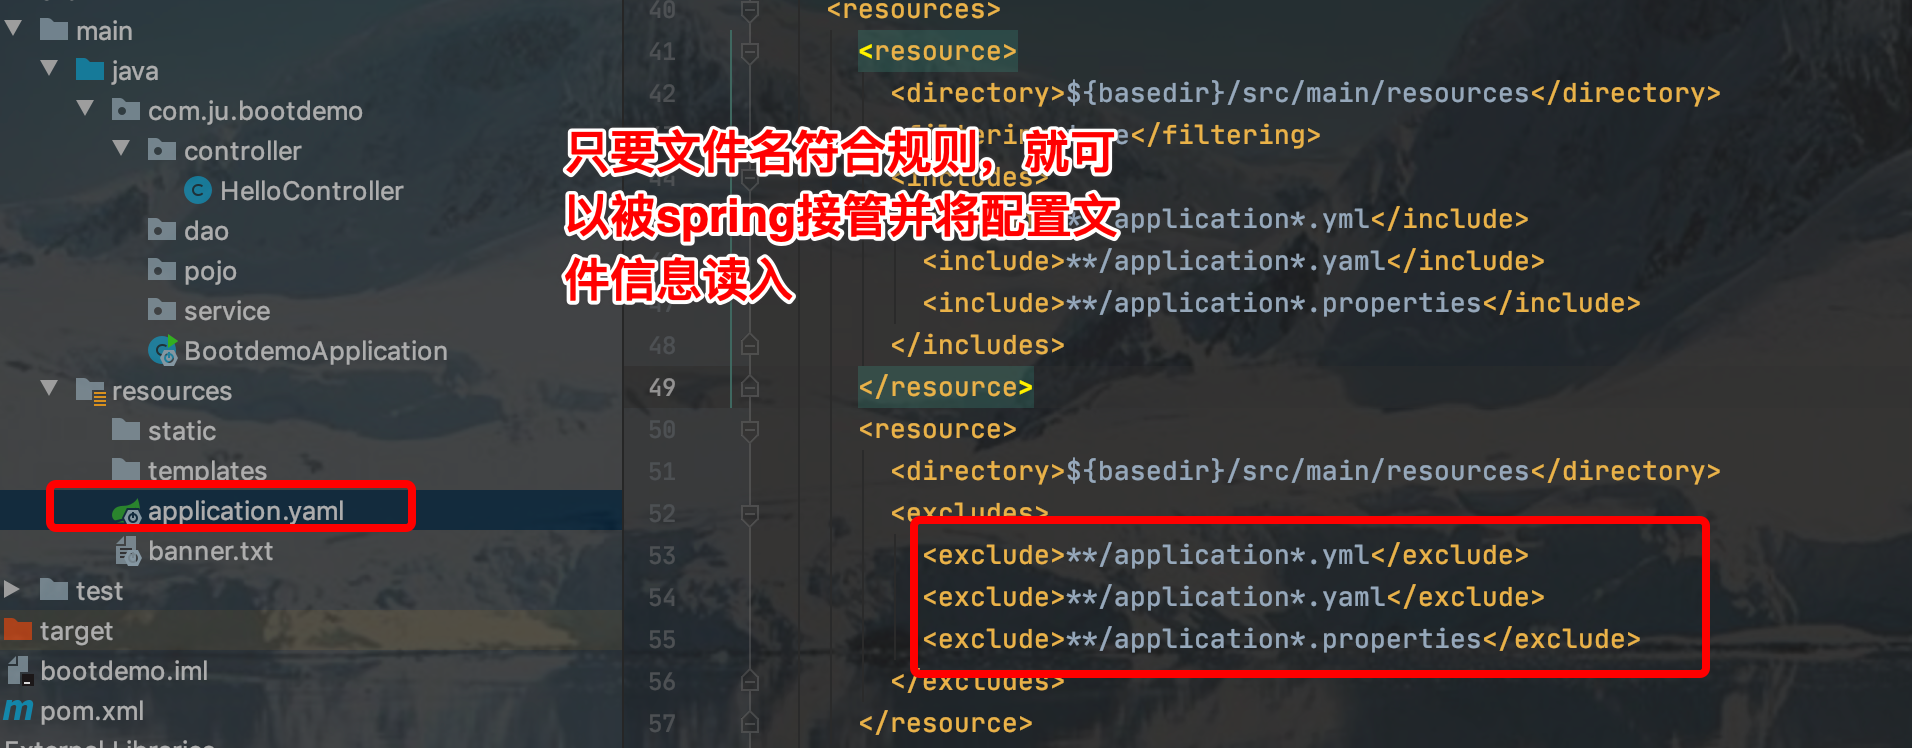 main
java
com.ju.bootdemo
controller
HelloController
dao
pojo
service
BootdemoApplication
resources
static
templates
application.yaml
banner.txt
test
target
bootdemo.iml
pom.xml
External Libraries
只要文件名符合规则，就可
以被spring接管并将配置文
件信息读入
40 <resources>
41 <resource>
42 <directory>${basedir}/src/main/resources</directory>
</filtering>
44 <includes>
application*.yml</include>
<include>**/application*.yaml</include>
47 <include>**/application*.properties</include>
48 </includes>
49 </resource>
50 <resource>
51 <directory>${basedir}/src/main/resources</directory>
52 <excludes>
53 <exclude>**/application*.yml</exclude>
54 <exclude>**/application*.yaml</exclude>
55 <exclude>**/application*.properties</exclude>
56 </excludes>
57 </resource>